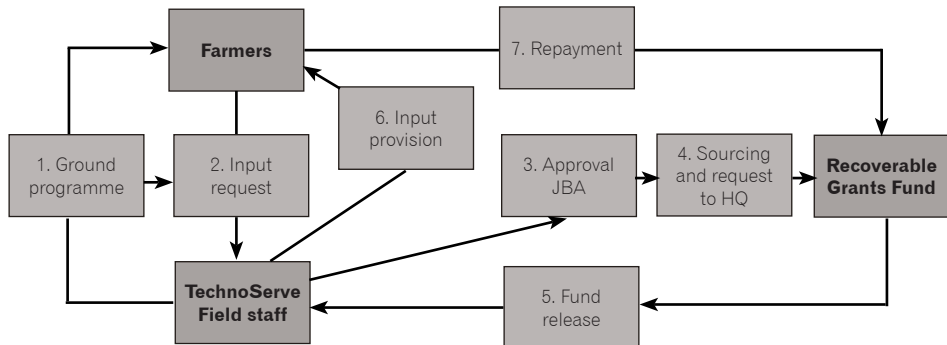 Farmers
7. Repayment
6. Input
provision
1. Ground
programme
2. Input
request
3. Approval
JBA
4. Sourcing
and request
to HQ
Recoverable
Grants Fund
TechnoServe
Field staff
5. Fund
release